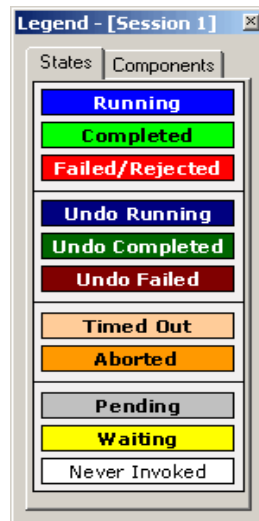 Legend - [Session 1]
States Components
Running
Completed
Failed/Rejected
Undo Running
Undo Completed
Undo Failed
Timed Out
Aborted
Pending
Waiting
Never Invoked